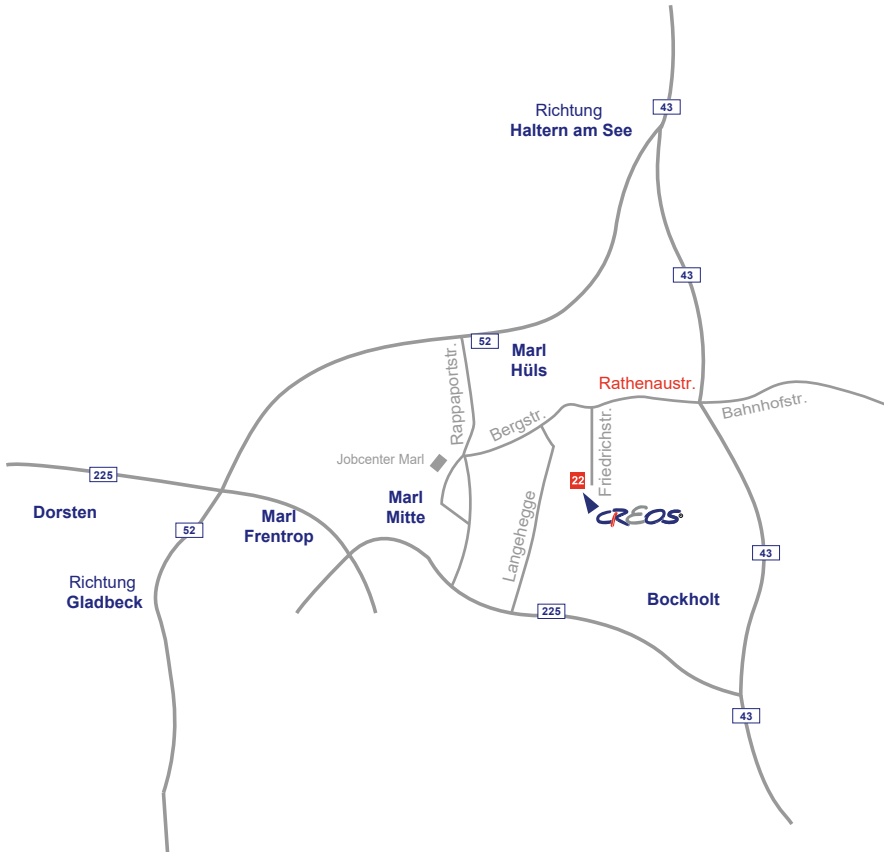 43
Richtung
Haltern am See
43
52
Marl
Hüls
Rappaportstr.
Rathenaustr.
Bahnhofstr.
Bergstr.
Friedrichstr.
Jobcenter Marl
225
22
Marl
Mitte
Dorsten
Marl
Frentrop
CREOS
52
Langehegge
43
Richtung
Gladbeck
Bockholt
225
43